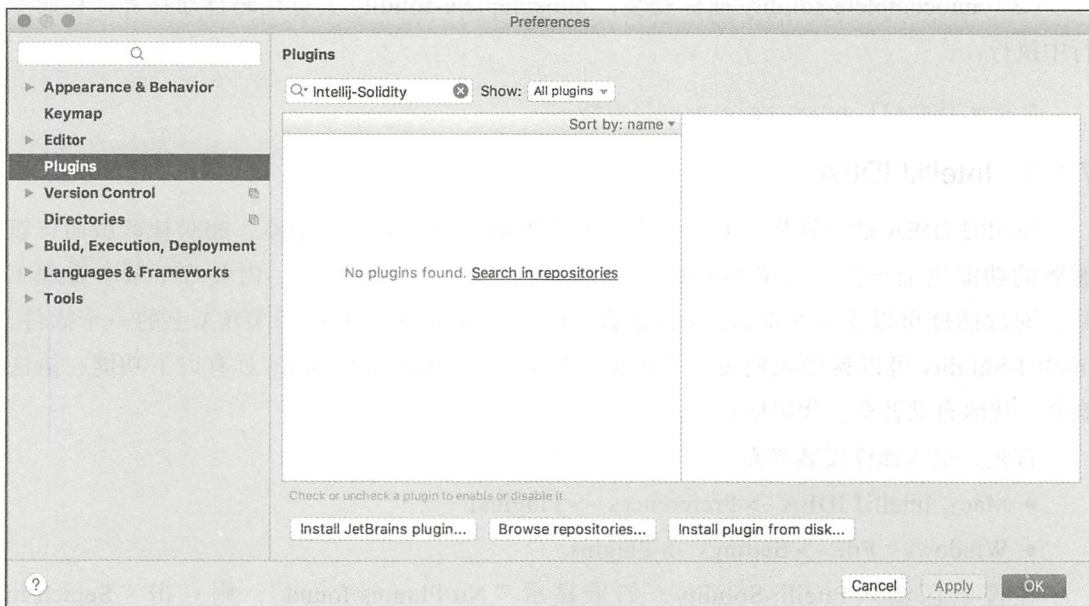 Preferences
Plugins
Appearance & Behavior
Keymap
Editor
Plugins
Version Control
Directories
Build, Execution, Deployment
Languages & Frameworks
Tools
Intellij-Solidity
Show: All plugins
Sort by: name
No plugins found. Search in repositories
Check or uncheck a plugin to enable or disable it.
Install JetBrains plugin... Browse repositories... Install plugin from disk...
? Cancel Apply OK